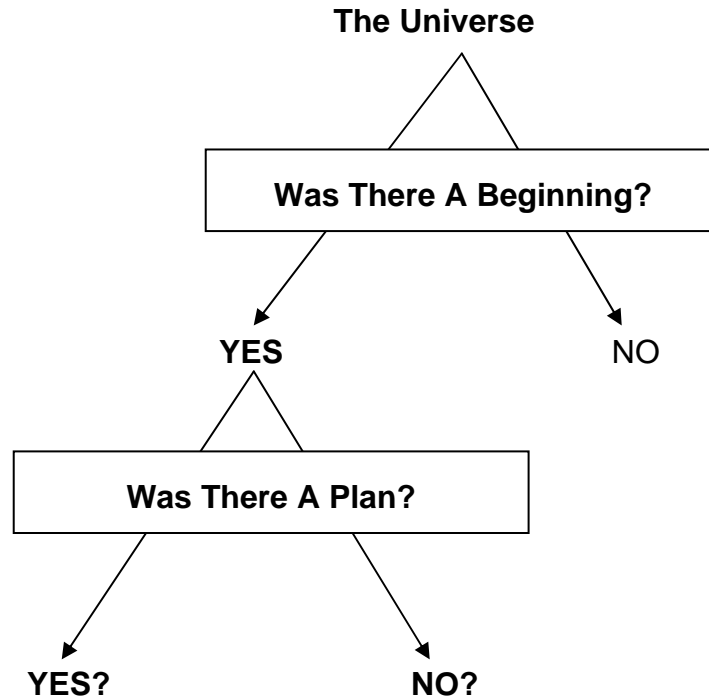 The Universe
Was There A Beginning?
YES
NO
Was There A Plan?
YES?
NO?